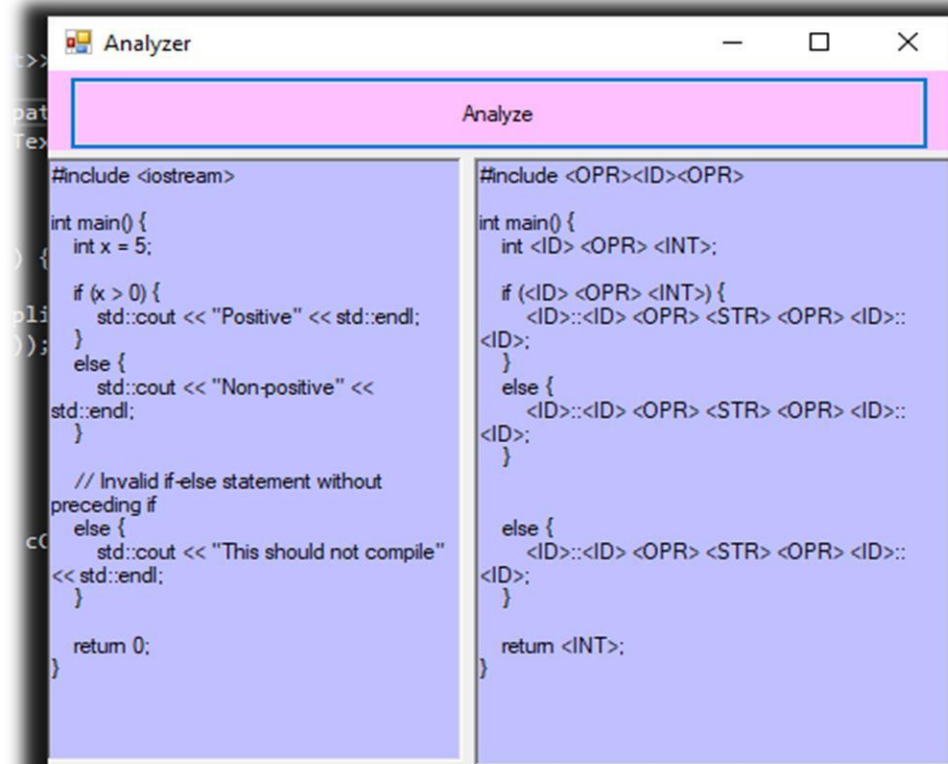 Analyzer
Analyze
#include <iostream>
int main() {
int x = 5;
if (x > 0) {
std::cout << "Positive" << std::endl;
}
else {
std::cout << "Non-positive" <<
std::endl;
}
// Invalid if-else statement without
preceding if
else {
std::cout << "This should not compile"
<< std::endl;
}
return 0;
}
#include <OPR><ID><OPR>
int main() {
int <ID> <OPR> <INT>;
if (<ID> <OPR> <INT>) {
<ID>::<ID> <OPR> <STR> <OPR> <ID>::
<ID>;
}
else {
<ID>::<ID> <OPR> <STR> <OPR> <ID>::
<ID>;
}
else {
<ID>::<ID> <OPR> <STR> <OPR> <ID>::
<ID>;
}
return <INT>;
}